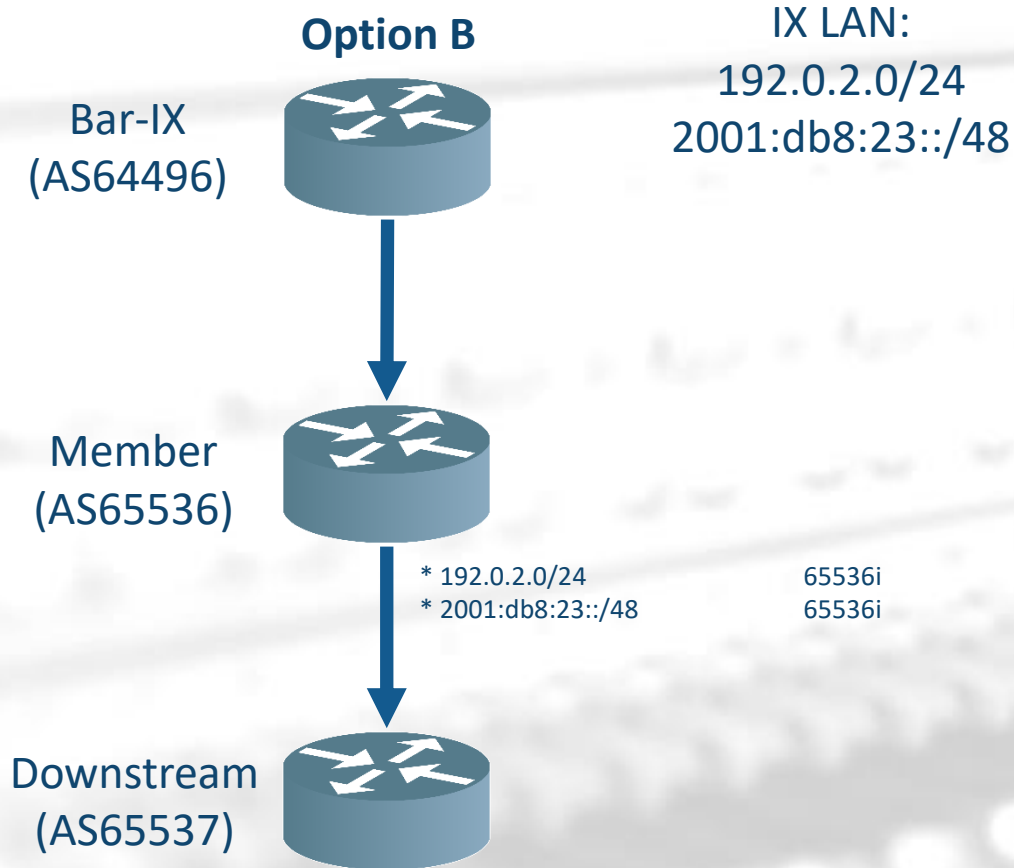 Option B
IX LAN:
192.0.2.0/24
2001:db8:23::/48
Bar-IX
(AS64496)
Member
(AS65536)
* 192.0.2.0/24 65536i
* 2001:db8:23::/48 65536i
Downstream
(AS65537)